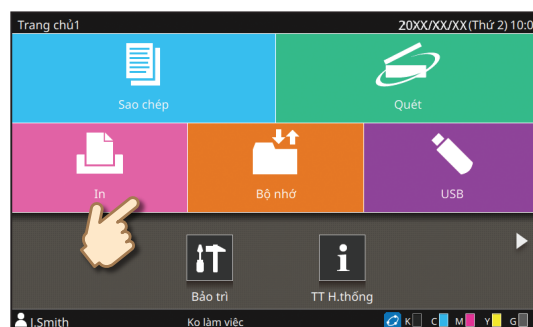 Trang chủ1
20XX/XX/XX (Thứ 2) 10:0
Sao chép
Quét
In
Bộ nhớ
USB
Bảo trì
TT H.thống
J.Smith
Ko làm việc
K C M Y G